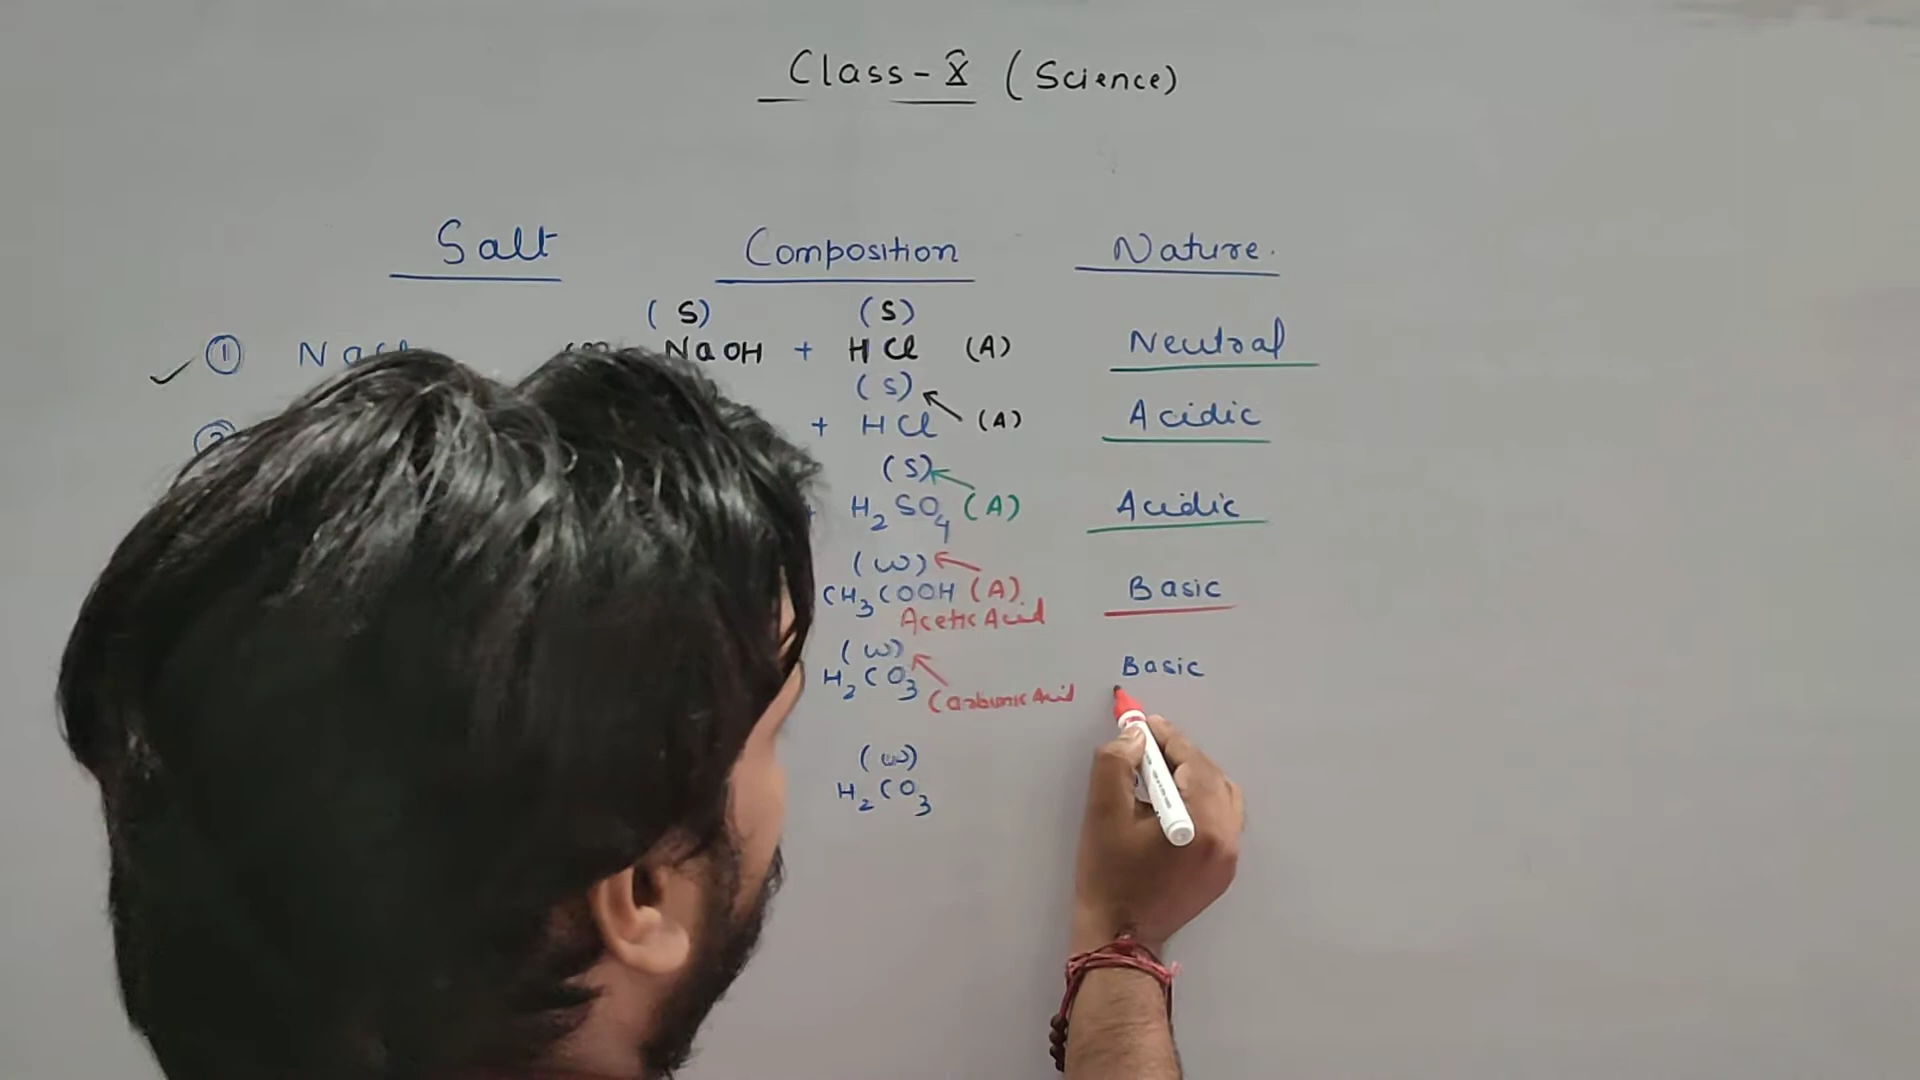 Class-X (Science)
Salt Composition Nature.
(S) (S)
① NaCl NaOH + HCl (A) Neutral
(S)
+ HCl (A) Acidic
(S)
H2SO4 (A) Acidic
(W)
CH3COOH (A) Basic
Acetic Acid
(W)
H2CO3 Basic
Carbonic Acid
(W)
H2CO3